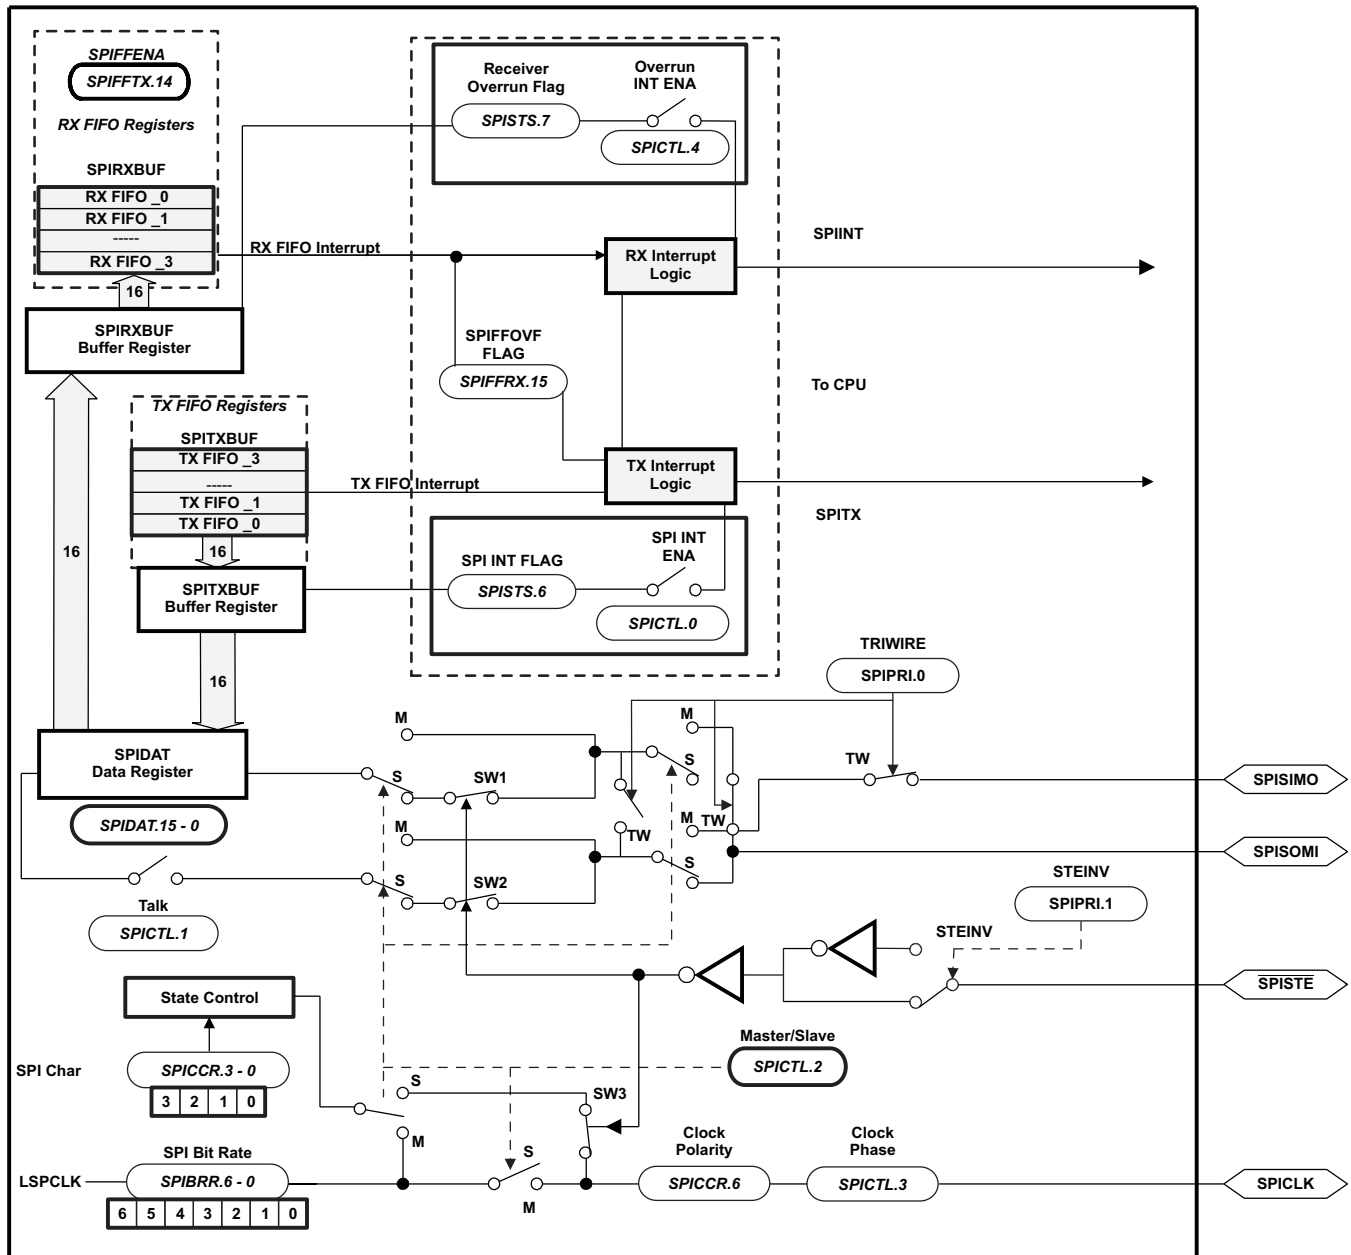 SPIFFENA
SPIFFTX.14
RX FIFO Registers
SPIRXBUF
RX FIFO _0
RX FIFO _1
-----
RX FIFO _3
16
SPIRXBUF
Buffer Register
RX FIFO Interrupt
Receiver
Overrun Flag
SPISTS.7
Overrun
INT ENA
SPICTL.4
RX Interrupt
Logic
SPIINT
SPIFFOVF
FLAG
SPIFFRX.15
To CPU
TX FIFO Registers
SPITXBUF
TX FIFO _3
-----
TX FIFO _1
TX FIFO _0
16
16
TX FIFO Interrupt
TX Interrupt
Logic
SPITX
SPITXBUF
Buffer Register
SPI INT FLAG
SPISTS.6
SPI INT
ENA
SPICTL.0
16
TRIWIRE
SPIPRI.0
SPIDAT
Data Register
SPIDAT.15 - 0
M
S
SW1
M
S
TW
TW
SPISIMO
M
TW
M
S
SW2
S
SPISOMI
Talk
SPICTL.1
STEINV
SPIPRI.1
STEINV
SPISTE
State Control
Master/Slave
SPICTL.2
SPI Char
SPICCR.3 - 0
3 2 1 0
S
M
SW3
SPI Bit Rate
LSPCLK
SPIBRR.6 - 0
6 5 4 3 2 1 0
S
M
Clock
Polarity
SPICCR.6
Clock
Phase
SPICTL.3
SPICLK